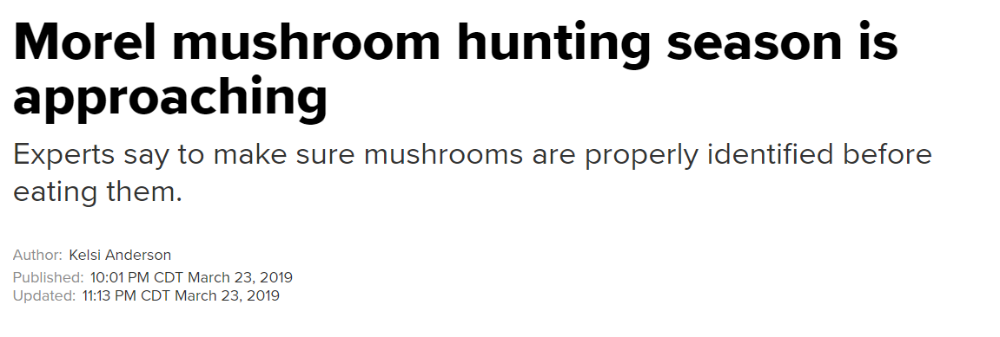 Morel mushroom hunting season is
approaching
Experts say to make sure mushrooms are properly identified before
eating them.
Author: Kelsi Anderson
Published: 10:01 PM CDT March 23, 2019
Updated: 11:13 PM CDT March 23, 2019